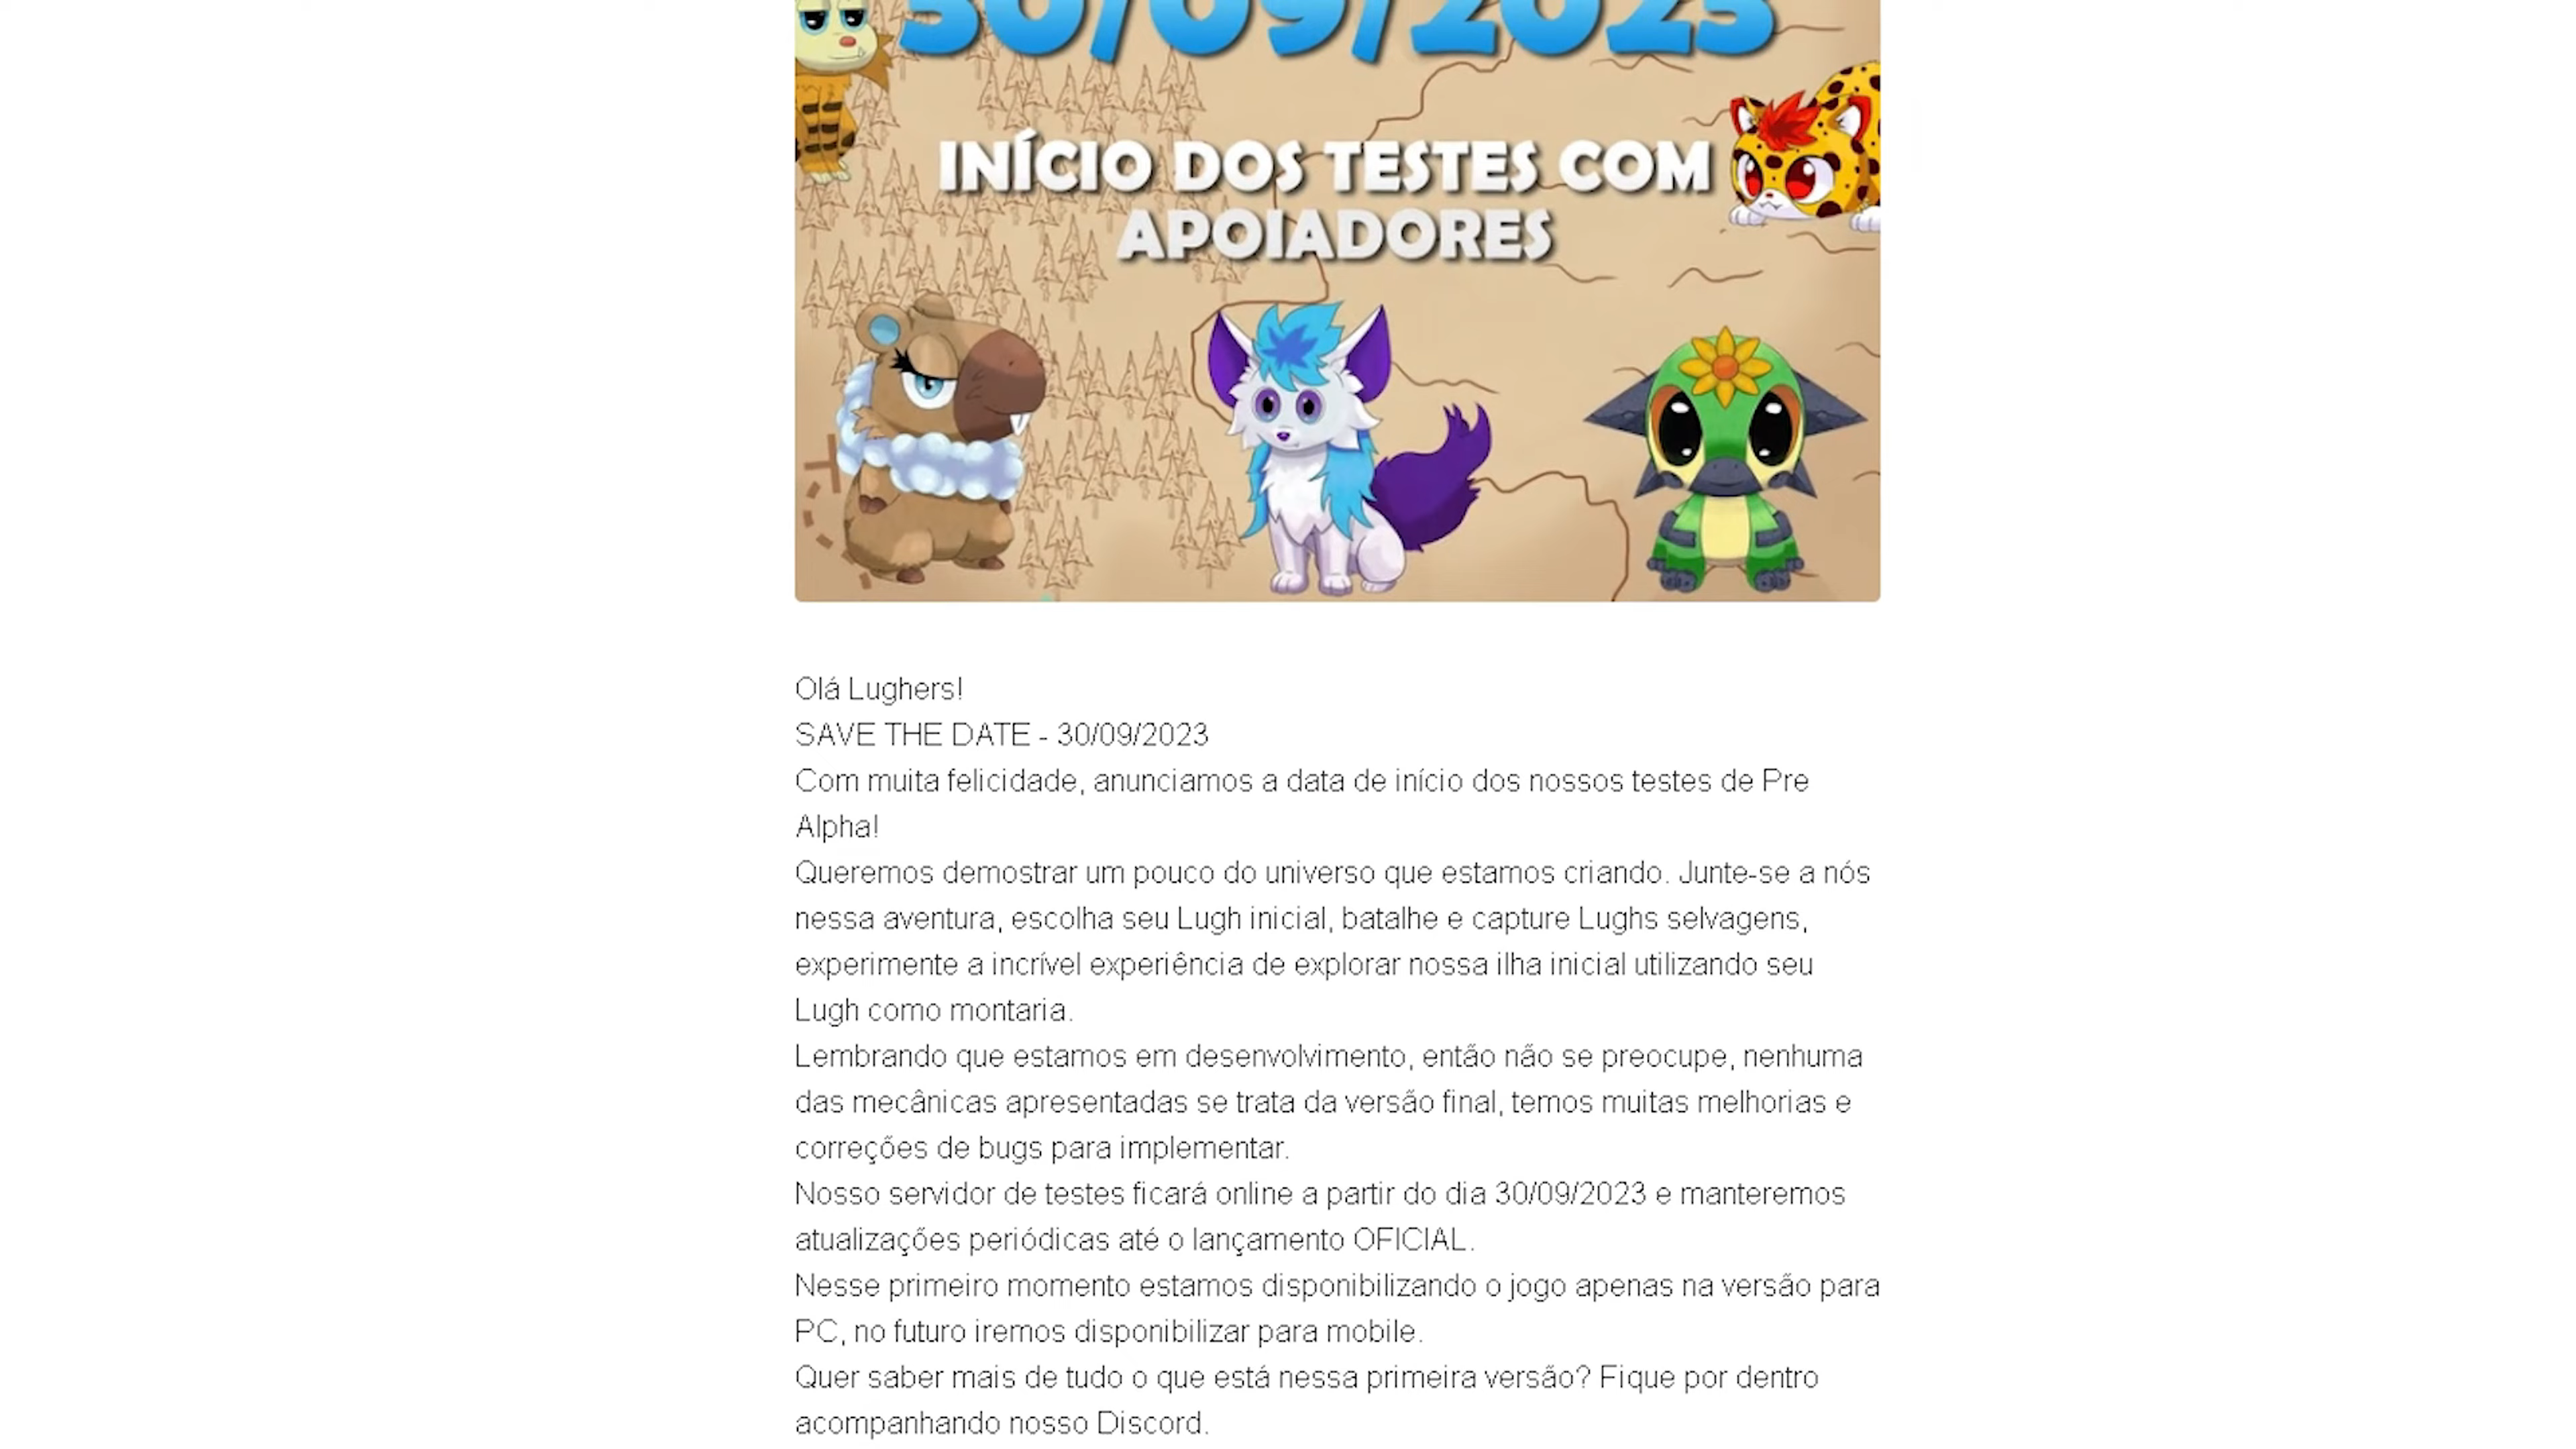 30/09/2023
INÍCIO DOS TESTES COM
APOIADORES
Olá Lughers!
SAVE THE DATE - 30/09/2023
Com muita felicidade, anunciamos a data de início dos nossos testes de Pre
Alpha!
Queremos demostrar um pouco do universo que estamos criando. Junte-se a nós
nessa aventura, escolha seu Lugh inicial, batalhe e capture Lughs selvagens,
experimente a incrível experiência de explorar nossa ilha inicial utilizando seu
Lugh como montaria.
Lembrando que estamos em desenvolvimento, então não se preocupe, nenhuma
das mecânicas apresentadas se trata da versão final, temos muitas melhorias e
correções de bugs para implementar.
Nosso servidor de testes ficará online a partir do dia 30/09/2023 e manteremos
atualizações periódicas até o lançamento OFICIAL.
Nesse primeiro momento estamos disponibilizando o jogo apenas na versão para
PC, no futuro iremos disponibilizar para mobile.
Quer saber mais de tudo o que está nessa primeira versão? Fique por dentro
acompanhando nosso Discord.